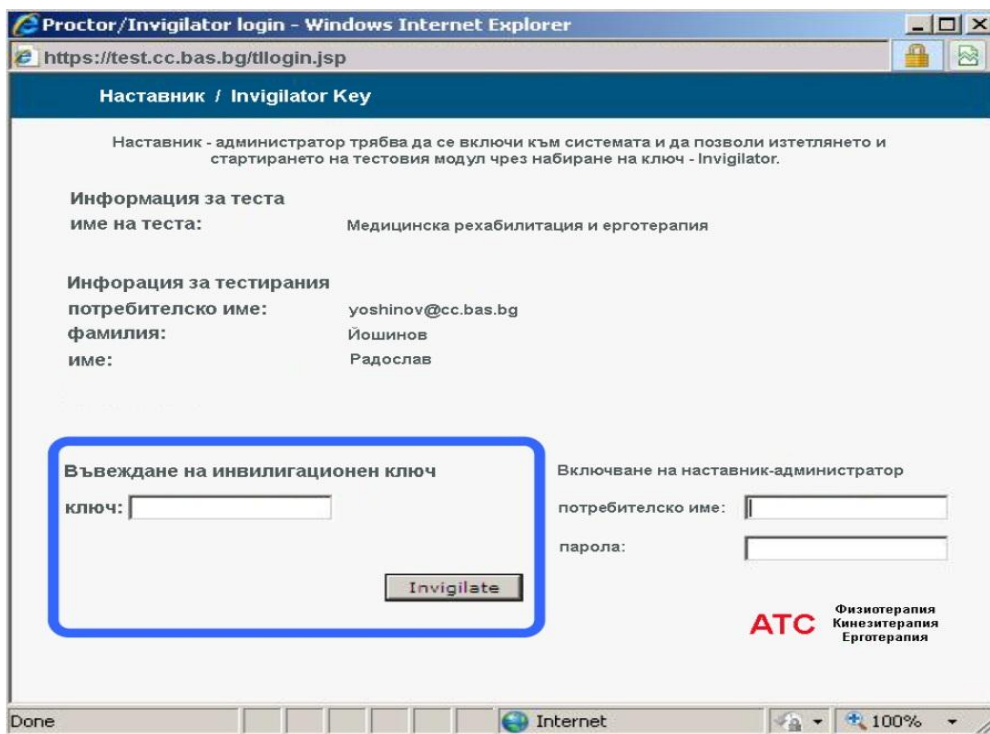 Proctor/Invigilator login - Windows Internet Explorer
https://test.cc.bas.bg/tllogin.jsp
Наставник / Invigilator Key
Наставник - администратор трябва да се включи към системата и да позволи изтетлянето и
стартирането на тестовия модул чрез набиране на ключ - Invigilator.
Информация за теста
име на теста: Медицинска рехабилитация и ерготерапия
Инфорация за тестирания
потребителско име: yoshinov@cc.bas.bg
фамилия: Йошинов
име: Радослав
Въвеждане на инвилигационен ключ
ключ:
Invigilate
Включване на наставник-администратор
потребителско име:
парола:
АТС
Физиотерапия
Кинезитерапия
Ерготерапия
Done Internet 100%